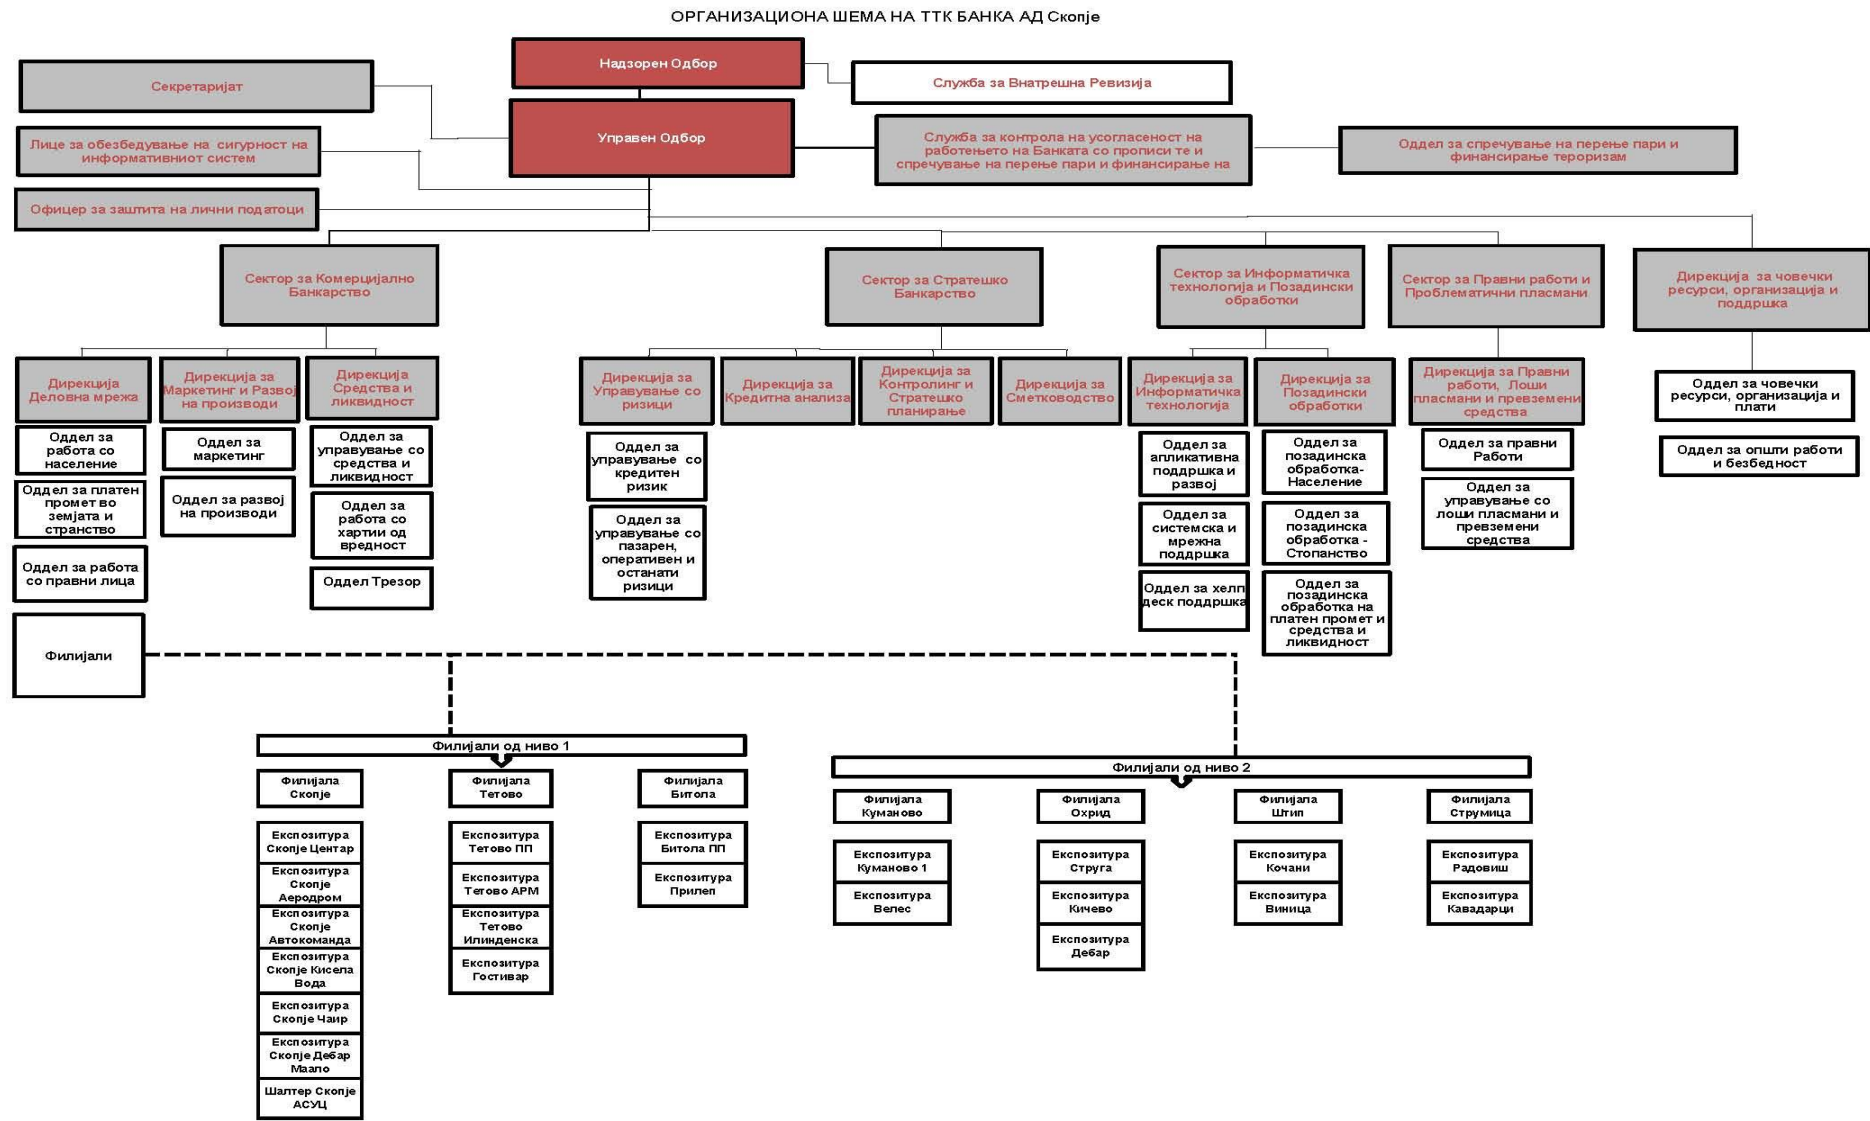 ОРГАНИЗАЦИОНА ШЕМА НА ТТК БАНКА АД Скопје
Надзорен Одбор
Секретаријат
Служба за Внатрешна Ревизија
Управен Одбор
Лице за обезбедување на сигурност на
информативниот систем
Служба за контрола на усогласеност на
работењето на Банката со прописи те и
спречување на перење пари и финансирање на
Оддел за спречување на перење пари и
финансирање тероризам
Офицер за заштита на лични податоци
Сектор за Комерцијално
Банкарство
Сектор за Стратешко
Банкарство
Сектор за Информатичка
технологија и Позадински
обработки
Сектор за Правни работи и
Проблематични пласмани
Дирекција за човечки
ресурси, организација и
поддршка
Дирекција
Деловна мрежа
Дирекција за
Маркетинг и Развој
на производи
Дирекција
Средства и
ликвидност
Дирекција за
Управување со
ризици
Дирекција за
Кредитна анализа
Дирекција за
Контролинг и
Стратешко
планирање
Дирекција за
Сметководство
Дирекција за
Информатичка
технологија
Дирекција за
Позадински
обработки
Дирекција за Правни
работи, Лоши
пласмани и превземени
средства
Оддел за човечки
ресурси, организација и
плати
Оддел за општи работи
и безбедност
Оддел за
работа со
население
Оддел за платен
промет во
земјата и
странство
Оддел за работа
со правни лица
Филијали
Оддел за
маркетинг
Оддел за развој
на производи
Оддел за
управување со
средства и
ликвидност
Оддел за
работа со
хартии од
вредност
Оддел Трезор
Оддел за
управување со
кредитен
ризик
Оддел за
управување со
пазарен,
оперативен и
останати
ризици
Оддел за
апликативна
поддршка и
развој
Оддел за
системска и
мрежна
поддршка
Оддел за хелп
деск поддршка
Оддел за
позадинска
обработка-
Население
Оддел за
позадинска
обработка -
Стопанство
Оддел за
позадинска
обработка на
платен промет и
средства и
ликвидност
Оддел за правни
Работи
Оддел за
управување со
лоши пласмани и
превземени
средства
Филијали од ниво 1
Филијала
Скопје
Експозитура
Скопје Центар
Експозитура
Скопје
Аеродром
Експозитура
Скопје
Автокоманда
Експозитура
Скопје Кисела
Вода
Експозитура
Скопје Чаир
Експозитура
Скопје Дебар
Маало
Шалтер Скопје
АСУЦ
Филијала
Тетово
Експозитура
Тетово ПП
Експозитура
Тетово АРМ
Експозитура
Тетово
Илинденска
Експозитура
Гостивар
Филијала
Битола
Експозитура
Битола ПП
Експозитура
Прилеп
Филијали од ниво 2
Филијала
Куманово
Експозитура
Куманово 1
Експозитура
Велес
Филијала
Охрид
Експозитура
Струга
Експозитура
Кичево
Експозитура
Дебар
Филијала
Штип
Експозитура
Кочани
Експозитура
Виница
Филијала
Струмица
Експозитура
Радовиш
Експозитура
Кавадарци